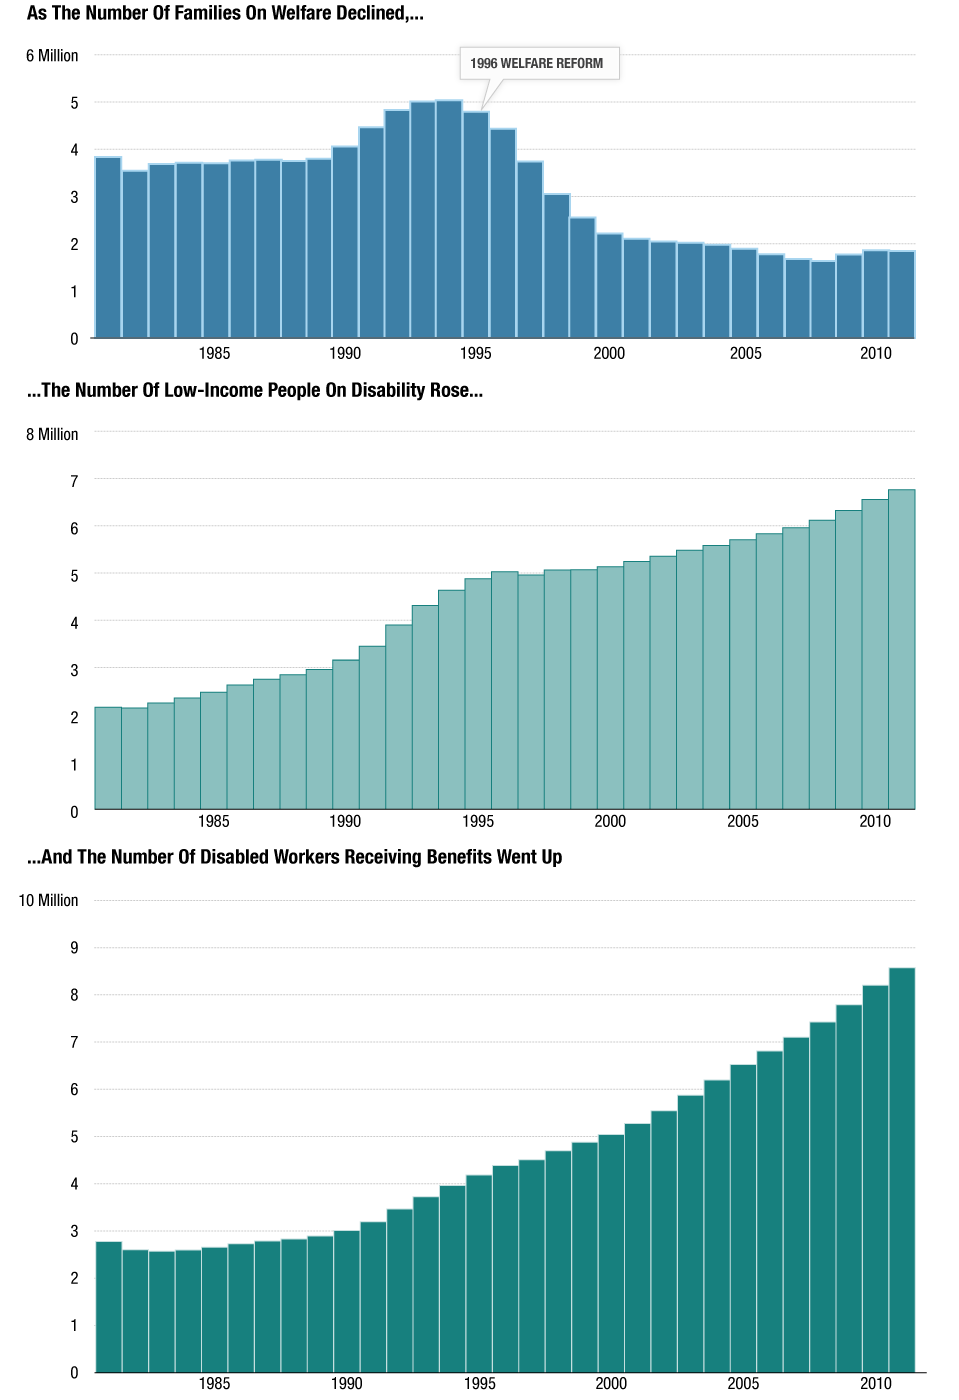 As The Number Of Families On Welfare Declined,...
6 Million
1996 WELFARE REFORM
5
4
3
2
1
0
1985 1990 1995 2000 2005 2010
...The Number Of Low-Income People On Disability Rose...
8 Million
7
6
5
4
3
2
1
0
1985 1990 1995 2000 2005 2010
...And The Number Of Disabled Workers Receiving Benefits Went Up
10 Million
9
8
7
6
5
4
3
2
1
0
1985 1990 1995 2000 2005 2010